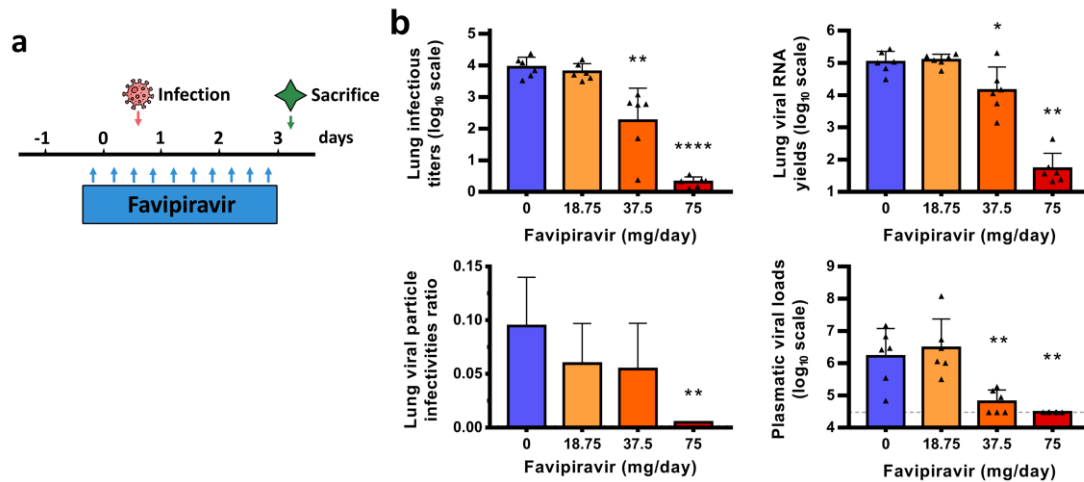 a
Infection
Sacrifice
-1 0 1 2 3 days
Favipiravir
b
Lung infectious
titers (log10 scale)
5
4
3
2
1
0
**
****
0 18.75 37.5 75
Favipiravir (mg/day)
Lung viral RNA
yields (log10 scale)
6
5
4
3
2
1
*
**
0 18.75 37.5 75
Favipiravir (mg/day)
Lung viral particle
infectivities ratio
0.15
0.10
0.05
0.00
**
0 18.75 37.5 75
Favipiravir (mg/day)
Plasmatic viral loads
(log10 scale)
9
8
7
6
5
4
**
**
0 18.75 37.5 75
Favipiravir (mg/day)